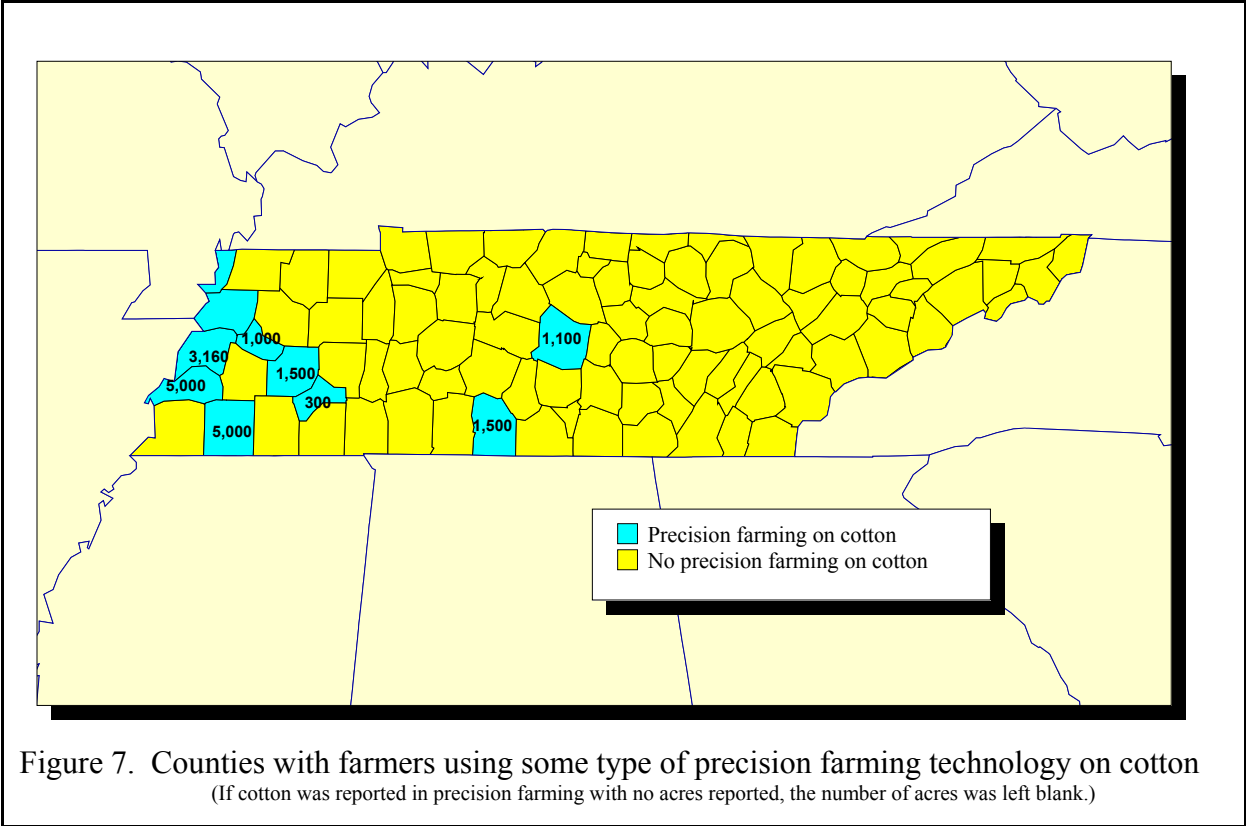 1,000
1,100
3,160
1,500
5,000
300
5,000
1,500
Precision farming on cotton
No precision farming on cotton
Figure 7. Counties with farmers using some type of precision farming technology on cotton
(If cotton was reported in precision farming with no acres reported, the number of acres was left blank.)